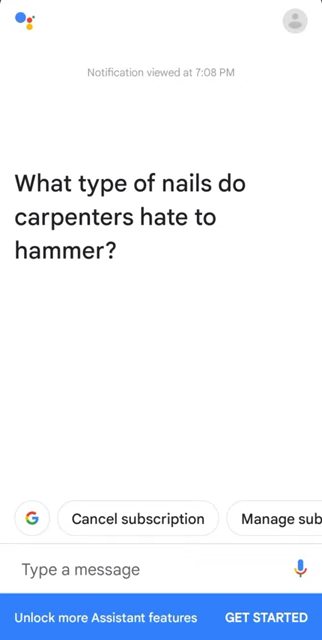 Notification viewed at 7:08 PM
What type of nails do
carpenters hate to
hammer?
G
Cancel subscription
Manage sub
Type a message
Unlock more Assistant features
GET STARTED